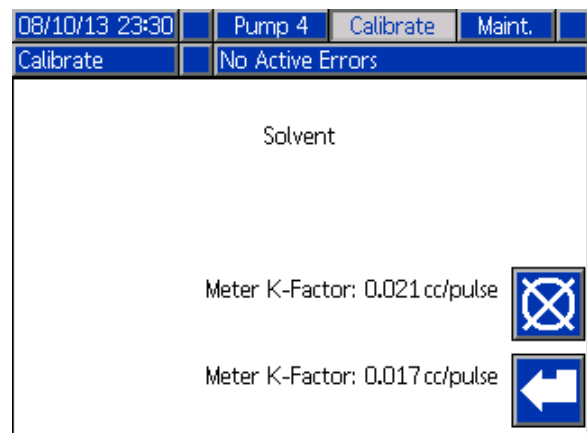 08/10/13 23:30 Pump 4 Calibrate Maint.
Calibrate No Active Errors
Solvent
Meter K-Factor: 0.021 cc/pulse
Meter K-Factor: 0.017 cc/pulse